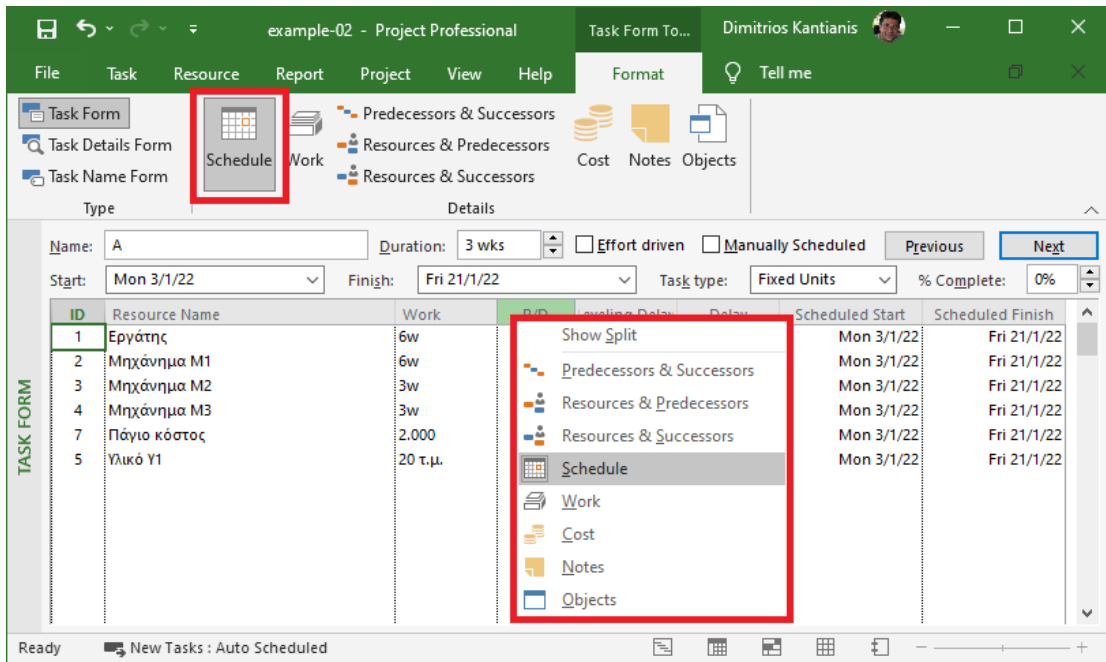 example-02 - Project Professional
Task Form To...
Dimitrios Kantianis
File Task Resource Report Project View Help Format Tell me
Task Form
Task Details Form
Task Name Form
Type
Schedule
Work
Predecessors & Successors
Resources & Predecessors
Resources & Successors
Details
Cost Notes Objects
Name: A Duration: 3 wks Effort driven Manually Scheduled Previous Next
Start: Mon 3/1/22 Finish: Fri 21/1/22 Task type: Fixed Units % Complete: 0%
ID Resource Name Work R/D Leveling Delay Delay Scheduled Start Scheduled Finish
1 Εργάτης 6w Mon 3/1/22 Fri 21/1/22
2 Μηχάνημα M1 6w Mon 3/1/22 Fri 21/1/22
3 Μηχάνημα M2 3w Mon 3/1/22 Fri 21/1/22
4 Μηχάνημα M3 3w Mon 3/1/22 Fri 21/1/22
7 Πάγιο κόστος 2.000 Mon 3/1/22 Fri 21/1/22
5 Υλικό Υ1 20 τ.μ. Mon 3/1/22 Fri 21/1/22
Show Split
Predecessors & Successors
Resources & Predecessors
Resources & Successors
Schedule
Work
Cost
Notes
Objects
TASK FORM
Ready New Tasks : Auto Scheduled